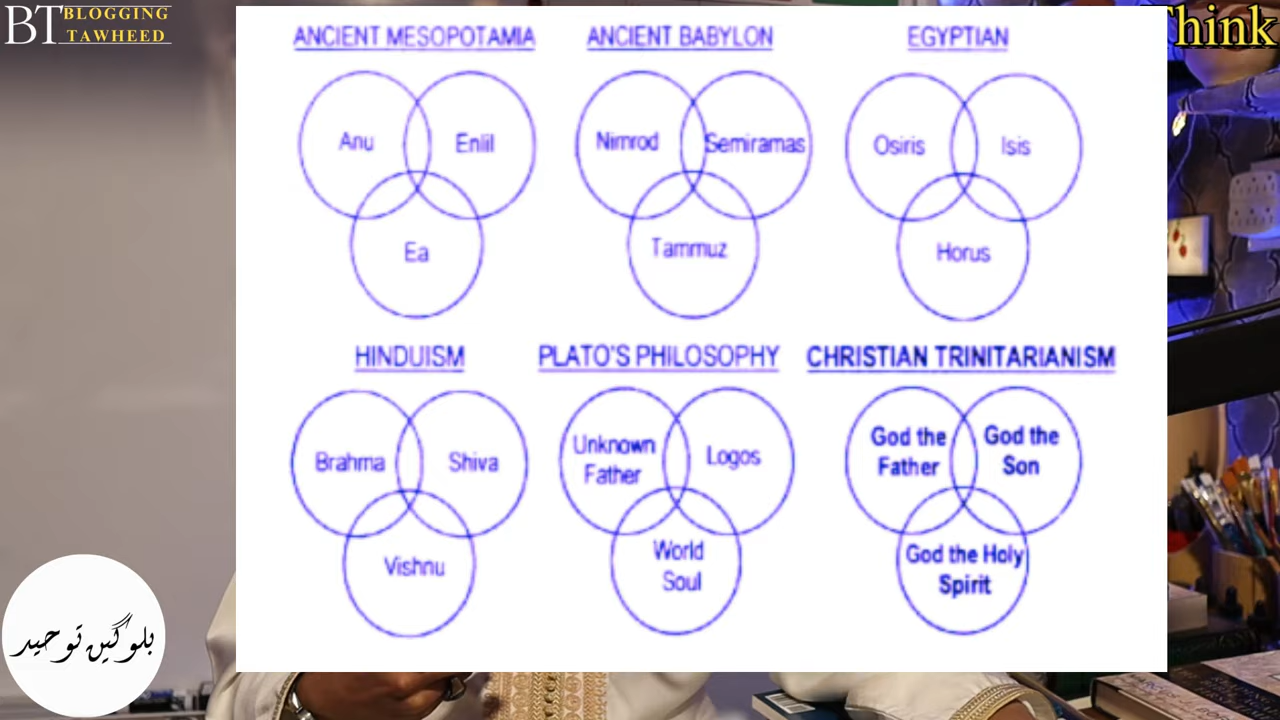 BT BLOGGING
TAWHEED
Think
ANCIENT MESOPOTAMIA
Anu
Enlil
Ea
ANCIENT BABYLON
Nimrod
Semiramas
Tammuz
EGYPTIAN
Osiris
Isis
Horus
HINDUISM
Brahma
Shiva
Vishnu
PLATO'S PHILOSOPHY
Unknown
Father
Logos
World
Soul
CHRISTIAN TRINITARIANISM
God the
Father
God the
Son
God the Holy
Spirit
بلوگین توحید